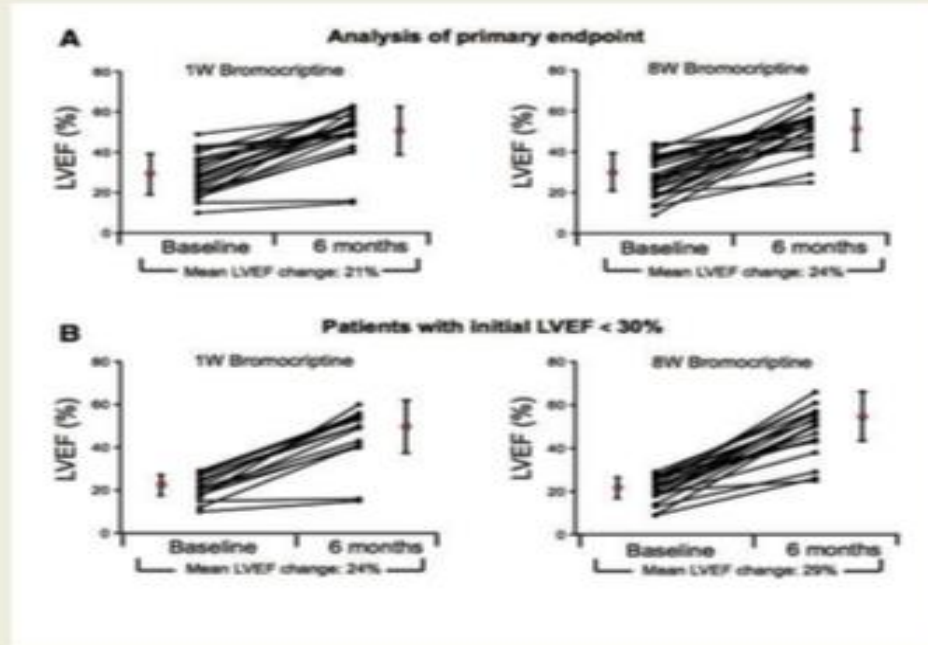 A
Analysis of primary endpoint
1W Bromocriptine
8W Bromocriptine
LVEF (%)
80
60
40
20
0
LVEF (%)
80
60
40
20
0
Baseline 6 months
Baseline 6 months
Mean LVEF change: 21%
Mean LVEF change: 24%
B
Patients with initial LVEF < 30%
1W Bromocriptine
8W Bromocriptine
LVEF (%)
80
60
40
20
0
LVEF (%)
80
60
40
20
0
Baseline 6 months
Baseline 6 months
Mean LVEF change: 24%
Mean LVEF change: 29%